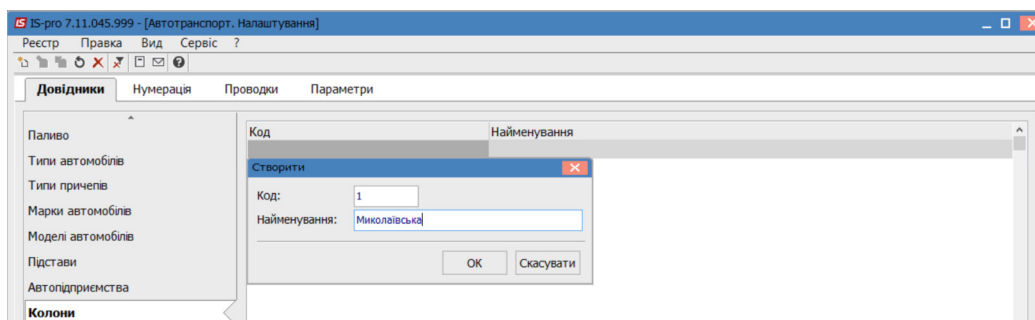 IS-pro 7.11.045.999 - [Автотранспорт. Налаштування]
Реєстр Правка Вид Сервіс ?
Довідники Нумерація Проводки Параметри
Паливо
Типи автомобілів
Типи причепів
Марки автомобілів
Моделі автомобілів
Підстави
Автопідприємства
Колони
Код Найменування
Створити
Код: 1
Найменування: Миколаївська
ОК Скасувати